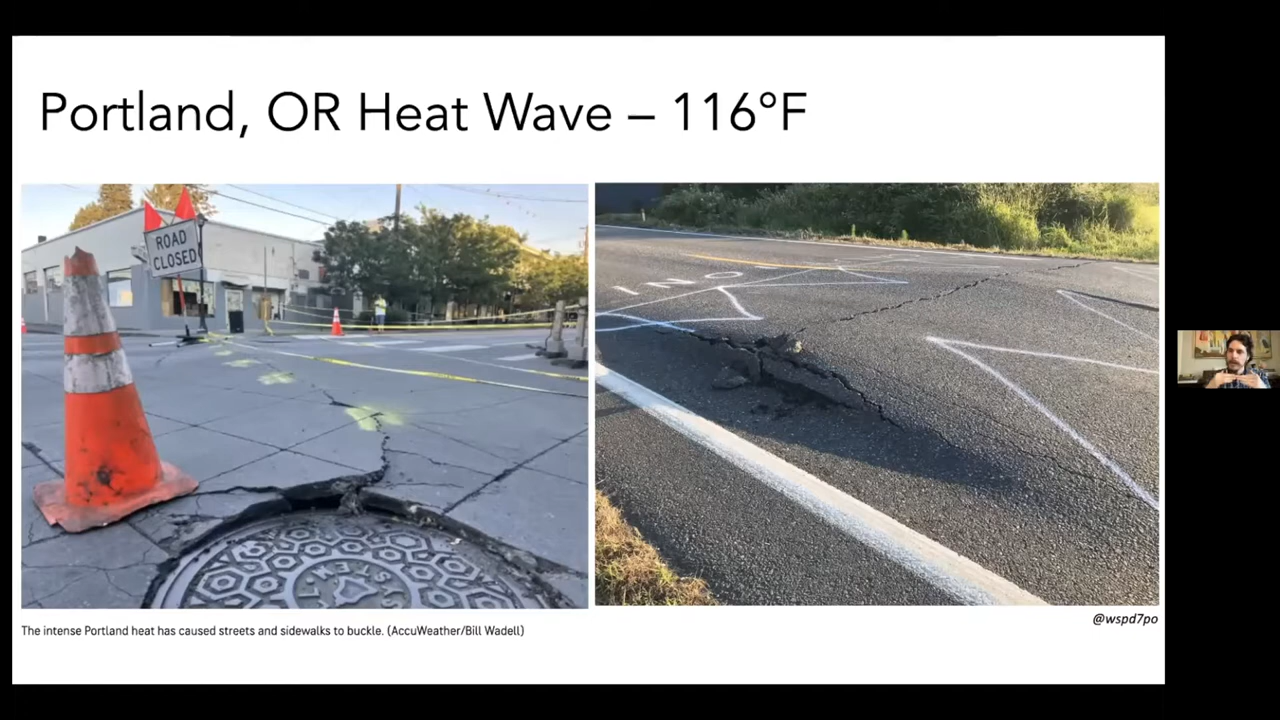 Portland, OR Heat Wave – 116°F
ROAD
CLOSED
The intense Portland heat has caused streets and sidewalks to buckle. (AccuWeather/Bill Wadell)
@wspd7po